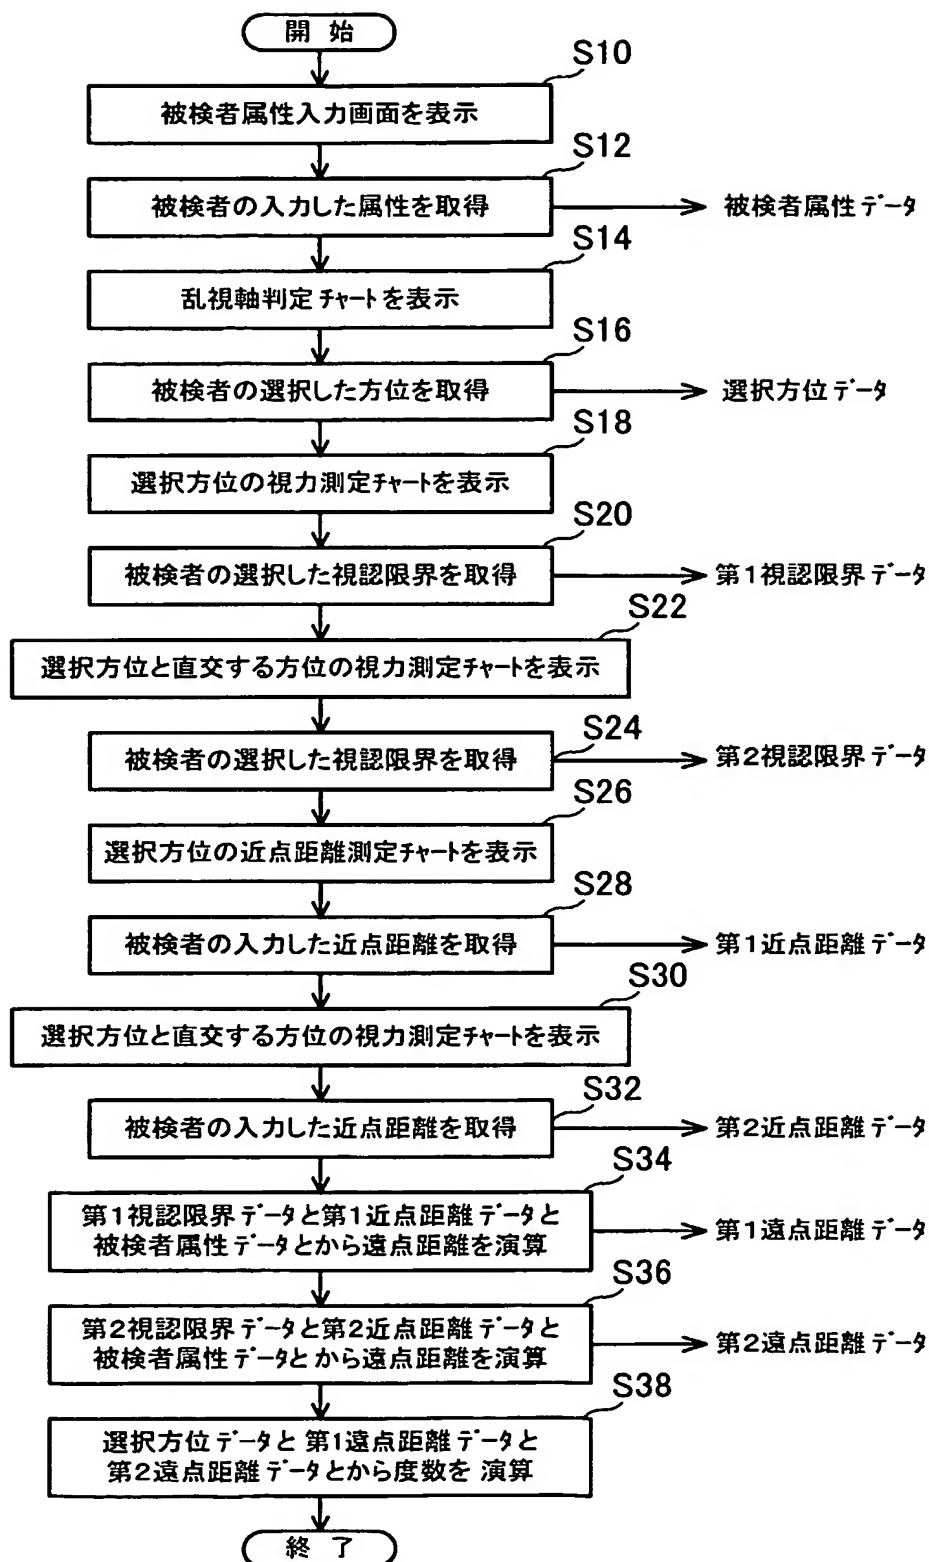 開 始
S10
被検者属性入力画面を表示
S12
被検者の入力した属性を取得
被検者属性データ
S14
乱視軸判定チャートを表示
S16
被検者の選択した方位を取得
選択方位データ
S18
選択方位の視力測定チャートを表示
S20
被検者の選択した視認限界を取得
第1視認限界データ
S22
選択方位と直交する方位の視力測定チャートを表示
S24
被検者の選択した視認限界を取得
第2視認限界データ
S26
選択方位の近点距離測定チャートを表示
S28
被検者の入力した近点距離を取得
第1近点距離データ
S30
選択方位と直交する方位の視力測定チャートを表示
S32
被検者の入力した近点距離を取得
第2近点距離データ
S34
第1視認限界データと第1近点距離データと
被検者属性データとから遠点距離を演算
第1遠点距離データ
S36
第2視認限界データと第2近点距離データと
被検者属性データとから遠点距離を演算
第2遠点距離データ
S38
選択方位データと第1遠点距離データと
第2遠点距離データとから度数を演算
終 了